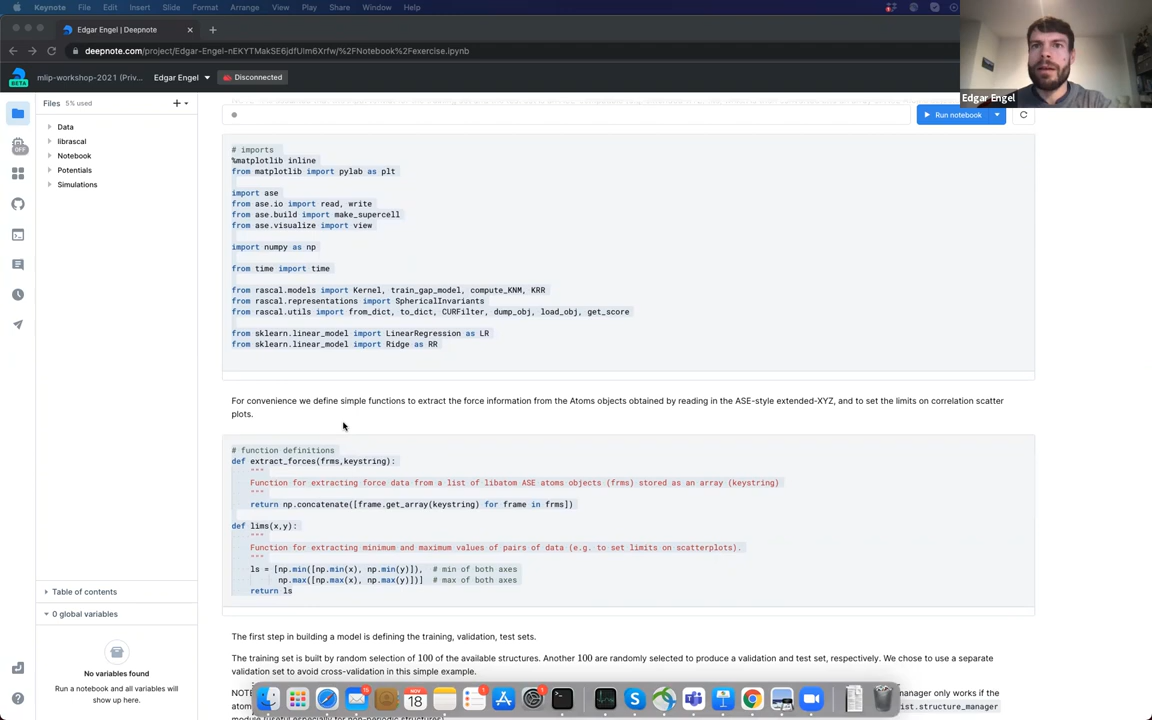 Keynote File Edit Insert Slide Format Arrange View Play Share Window Help
Edgar Engel | Deepnote
deepnote.com/project/Edgar-Engel-nEKYTMakSE6jdfUIm6Xrfw/%2FNotebook%2Fexercise.ipynb
BETA
mlip-workshop-2021 (Priv... Edgar Engel Disconnected
Edgar Engel
Files 5% used
Data
librascal
Notebook
Potentials
Simulations
OFF
Run notebook
# imports
%matplotlib inline
from matplotlib import pylab as plt
import ase
from ase.io import read, write
from ase.build import make_supercell
from ase.visualize import view
import numpy as np
from time import time
from rascal.models import Kernel, train_gap_model, compute_KNM, KRR
from rascal.representations import SphericalInvariants
from rascal.utils import from_dict, to_dict, CURFilter, dump_obj, load_obj, get_score
from sklearn.linear_model import LinearRegression as LR
from sklearn.linear_model import Ridge as RR
For convenience we define simple functions to extract the force information from the Atoms objects obtained by reading in the ASE-style extended-XYZ, and to set the limits on correlation scatter
plots.
# function definitions
def extract_forces(frms,keystring):
"""
Function for extracting force data from a list of libatom ASE atoms objects (frms) stored as an array (keystring)
"""
return np.concatenate([frame.get_array(keystring) for frame in frms])
def lims(x,y):
"""
Function for extracting minimum and maximum values of pairs of data (e.g. to set limits on scatterplots).
"""
ls = [np.min([np.min(x), np.min(y)]), # min of both axes
np.max([np.max(x), np.max(y)])] # max of both axes
return ls
The first step in building a model is defining the training, validation, test sets.
The training set is built by random selection of 100 of the available structures. Another 100 are randomly selected to produce a validation and test set, respectively. We chose to use a separate
validation set to avoid cross-validation in this simple example.
NOTE
manager only works if the
atom
ist.structure_manager
Table of contents
0 global variables
No variables found
Run a notebook and all variables will
show up here.
NOV
18